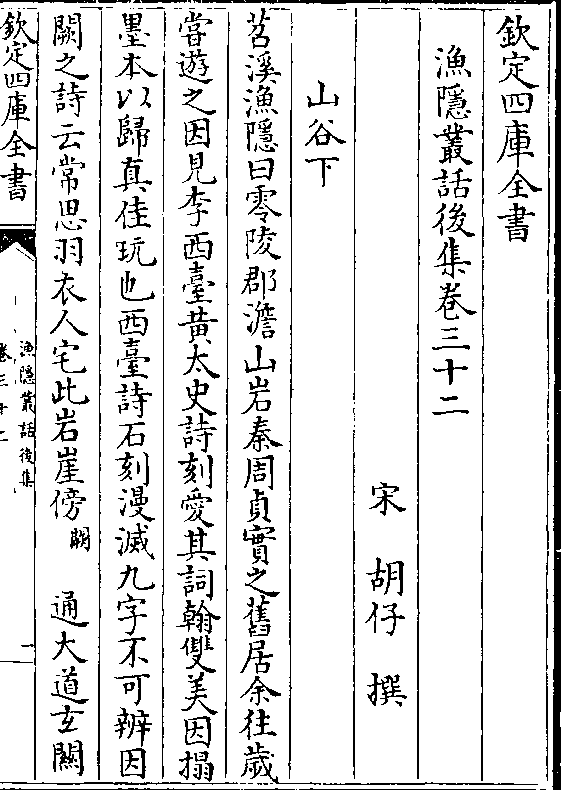 欽定四庫全書
漁隱叢話後集卷三十二
宋 胡仔 撰
山谷下
苕溪漁隱曰零陵郡澹山岩秦周貞實之舊居余往歲
嘗遊之因見李西臺黄太史詩刻愛其詞翰雙美因搨
墨本以歸真佳玩也西臺詩石刻漫滅九字不可辨因
闕之詩云常思羽衣人宅此岩崖傍闕 通大道玄關
欽定四庫全書
漁隱叢話後集
卷三十二
一